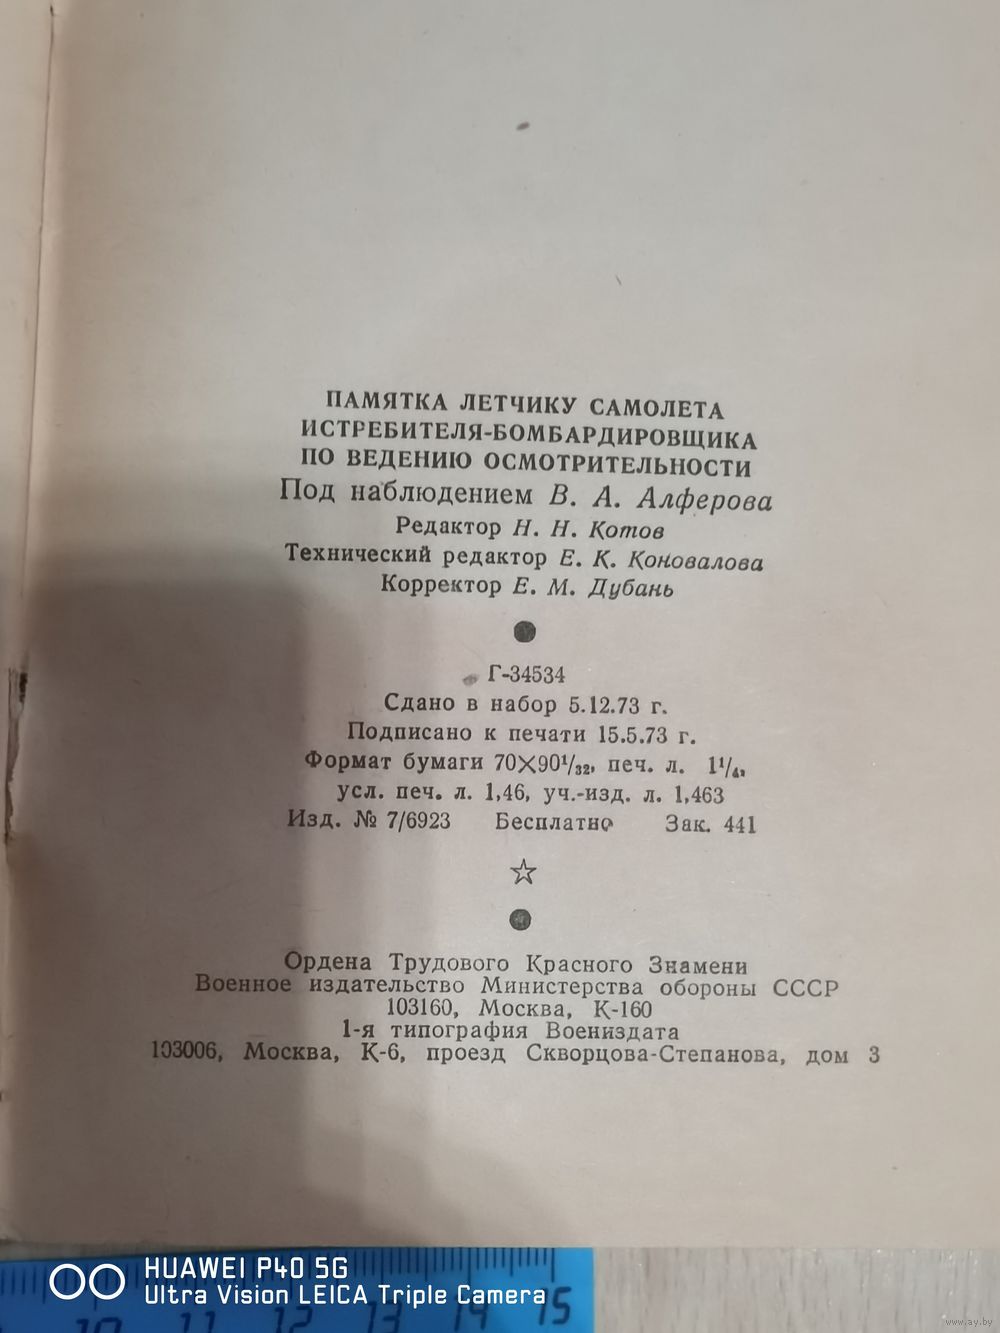 ПАМЯТКА ЛЕТЧИКУ САМОЛЕТА
ИСТРЕБИТЕЛЯ-БОМБАРДИРОВЩИКА
ПО ВЕДЕНИЮ ОСМОТРИТЕЛЬНОСТИ
Под наблюдением В. А. Алферова
Редактор Н. Н. Котов
Технический редактор Е. К. Коновалова
Корректор Е. М. Дубань
Г-34534
Сдано в набор 5.12.73 г.
Подписано к печати 15.5.73 г.
Формат бумаги 70×90¹/₃₂, печ. л. 1¹/₄,
усл. печ. л. 1,46, уч.-изд. л. 1,463
Изд. № 7/6923 Бесплатно Зак. 441
Ордена Трудового Красного Знамени
Военное издательство Министерства обороны СССР
103160, Москва, К-160
1-я типография Воениздата
103006, Москва, К-6, проезд Скворцова-Степанова, дом 3
HUAWEI P40 5G
Ultra Vision LEICA Triple Camera
10 11 12 13 14 15
www.ay.by